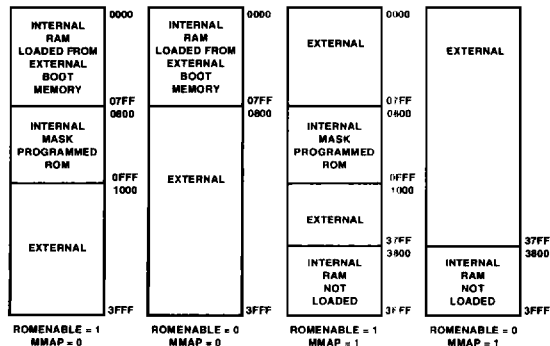 INTERNAL
RAM
LOADED FROM
EXTERNAL
BOOT
MEMORY
0000
07FF
0800
INTERNAL
MASK
PROGRAMMED
ROM
0FFF
1000
EXTERNAL
3FFF
ROMENABLE = 1
MMAP = 0
INTERNAL
RAM
LOADED FROM
EXTERNAL
BOOT
MEMORY
0000
07FF
0800
EXTERNAL
3FFF
ROMENABLE = 0
MMAP = 0
EXTERNAL
0000
07FF
0800
INTERNAL
MASK
PROGRAMMED
ROM
0FFF
1000
EXTERNAL
37FF
3800
INTERNAL
RAM
NOT
LOADED
3FFF
ROMENABLE = 1
MMAP = 1
EXTERNAL
0000
37FF
3800
INTERNAL
RAM
NOT
LOADED
3FFF
ROMENABLE = 0
MMAP = 1